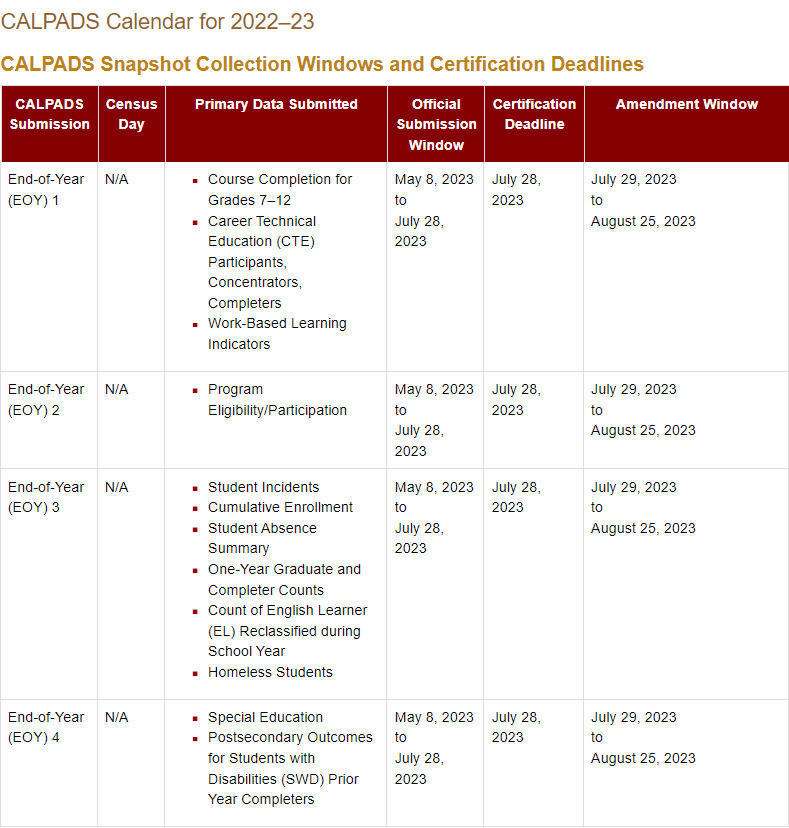 CALPADS Calendar for 2022–23
CALPADS Snapshot Collection Windows and Certification Deadlines
CALPADS
Submission
Census
Day
Primary Data Submitted
Official
Submission
Window
Certification
Deadline
Amendment Window
End-of-Year
(EOY) 1
N/A
Course Completion for
Grades 7–12
Career Technical
Education (CTE)
Participants,
Concentrators,
Completers
Work-Based Learning
Indicators
May 8, 2023
to
July 28,
2023
July 28,
2023
July 29, 2023
to
August 25, 2023
End-of-Year
(EOY) 2
N/A
Program
Eligibility/Participation
May 8, 2023
to
July 28,
2023
July 28,
2023
July 29, 2023
to
August 25, 2023
End-of-Year
(EOY) 3
N/A
Student Incidents
Cumulative Enrollment
Student Absence
Summary
One-Year Graduate and
Completer Counts
Count of English Learner
(EL) Reclassified during
School Year
Homeless Students
May 8, 2023
to
July 28,
2023
July 28,
2023
July 29, 2023
to
August 25, 2023
End-of-Year
(EOY) 4
N/A
Special Education
Postsecondary Outcomes
for Students with
Disabilities (SWD) Prior
Year Completers
May 8, 2023
to
July 28,
2023
July 28,
2023
July 29, 2023
to
August 25, 2023